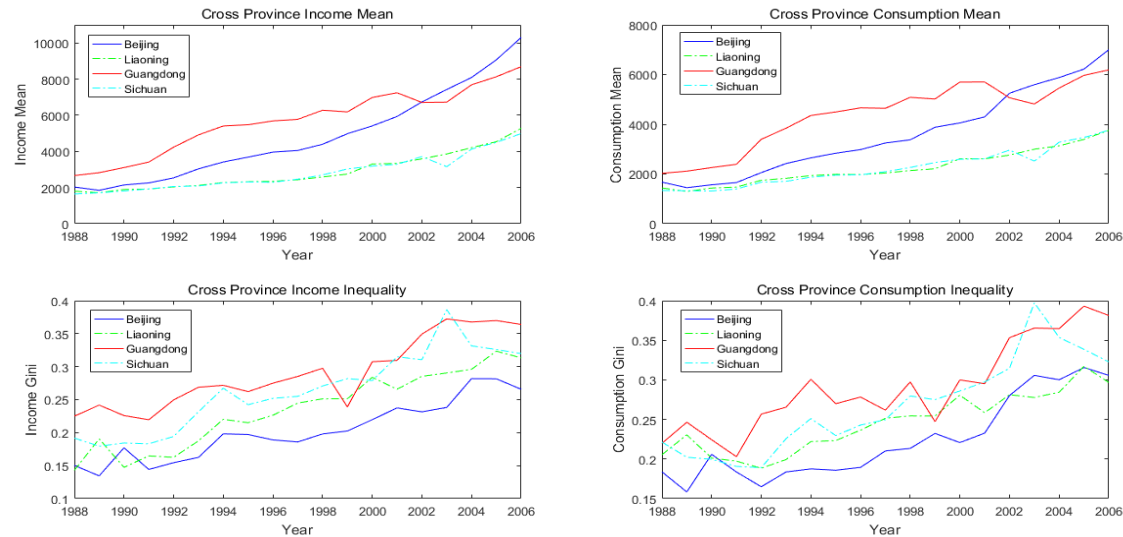 Cross Province Income Mean
Income Mean
10000
8000
6000
4000
2000
0
Beijing
Liaoning
Guangdong
Sichuan
1988 1990 1992 1994 1996 1998 2000 2002 2004 2006
Year
Cross Province Consumption Mean
Consumption Mean
8000
6000
4000
2000
0
Beijing
Liaoning
Guangdong
Sichuan
1988 1990 1992 1994 1996 1998 2000 2002 2004 2006
Year
Cross Province Income Inequality
Income Gini
0.4
0.35
0.3
0.25
0.2
0.15
0.1
Beijing
Liaoning
Guangdong
Sichuan
1988 1990 1992 1994 1996 1998 2000 2002 2004 2006
Year
Cross Province Consumption Inequality
Consumption Gini
0.4
0.35
0.3
0.25
0.2
0.15
Beijing
Liaoning
Guangdong
Sichuan
1988 1990 1992 1994 1996 1998 2000 2002 2004 2006
Year